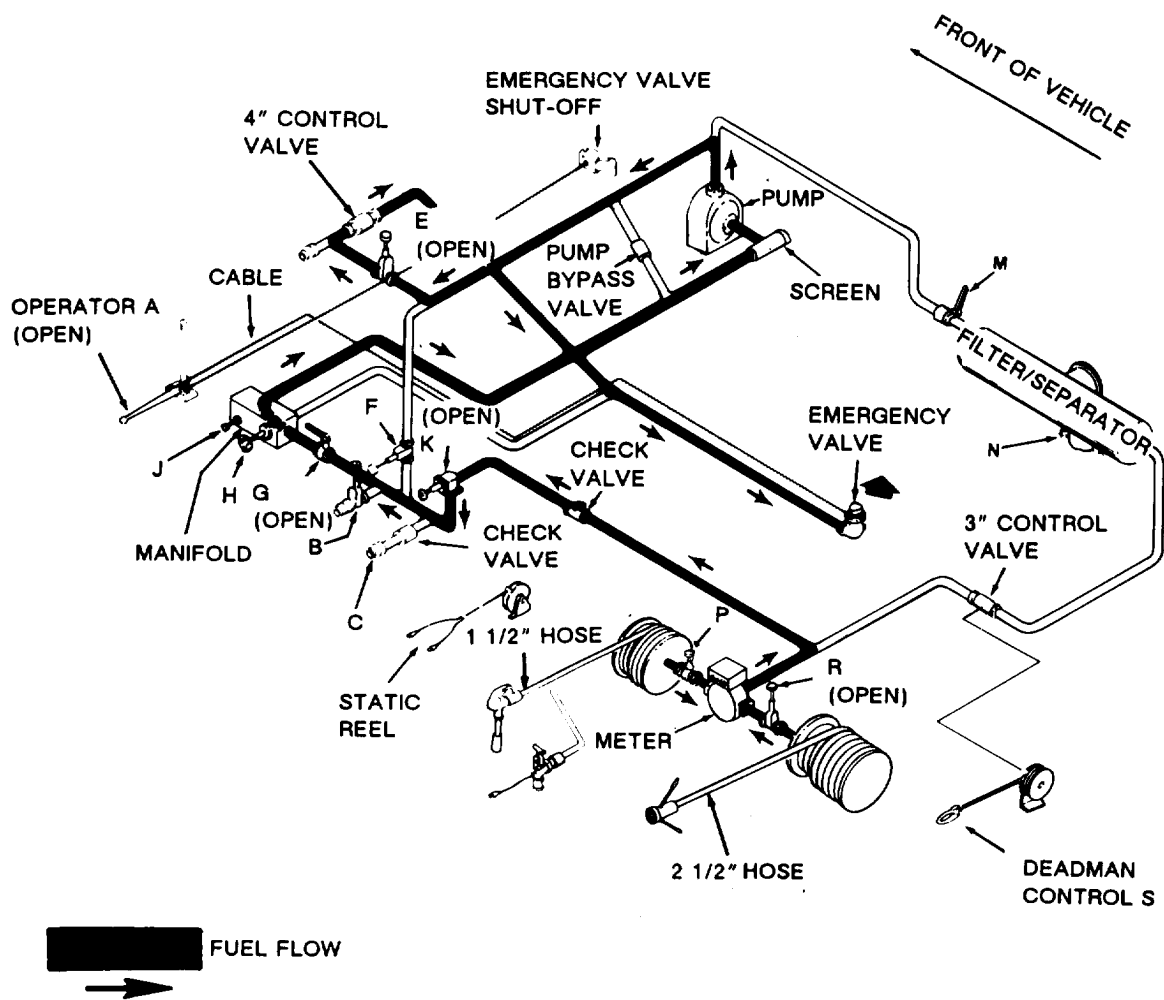 FRONT OF VEHICLE
EMERGENCY VALVE
SHUT-OFF
4" CONTROL
VALVE
E
(OPEN)
PUMP
PUMP
BYPASS
VALVE
SCREEN
M
CABLE
OPERATOR A
(OPEN)
FILTER/SEPARATOR
F
(OPEN)
K
EMERGENCY
VALVE
N
J
CHECK
VALVE
H
G
(OPEN)
3" CONTROL
VALVE
MANIFOLD
B
CHECK
VALVE
C
1 1/2" HOSE
P
R
(OPEN)
STATIC
REEL
METER
2 1/2" HOSE
DEADMAN
CONTROL S
FUEL FLOW